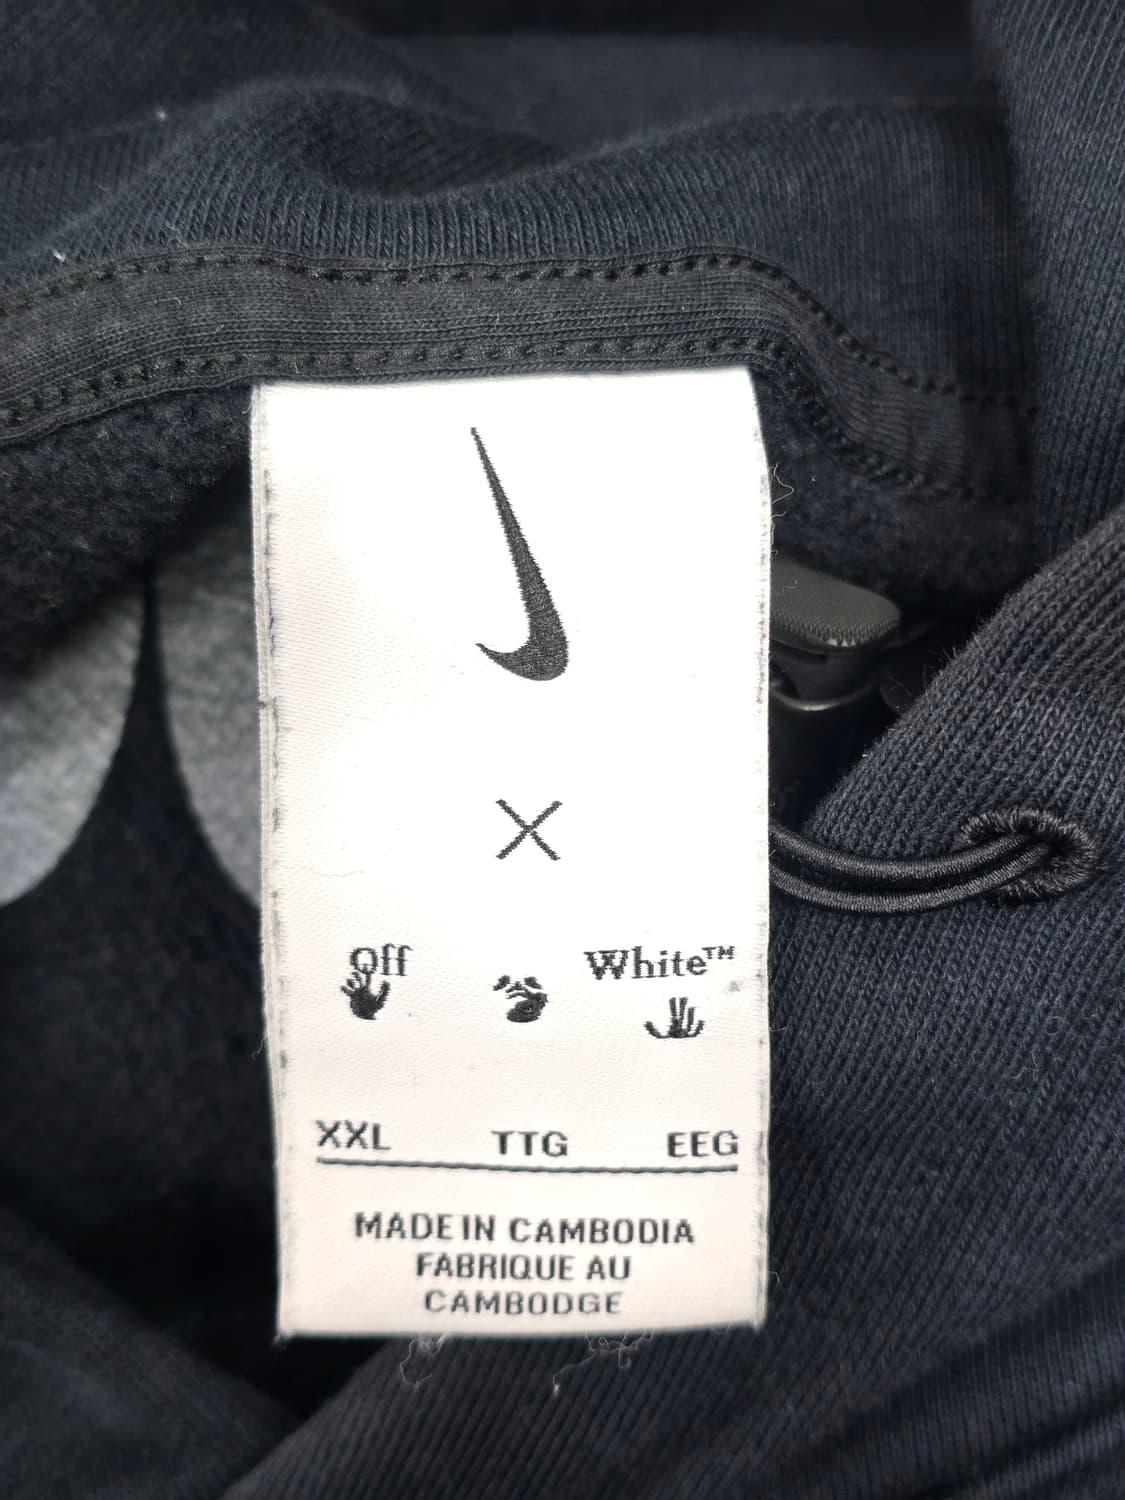 X
Off White™
XXL TTG EEG
MADE IN CAMBODIA
FABRIQUE AU
CAMBODGE